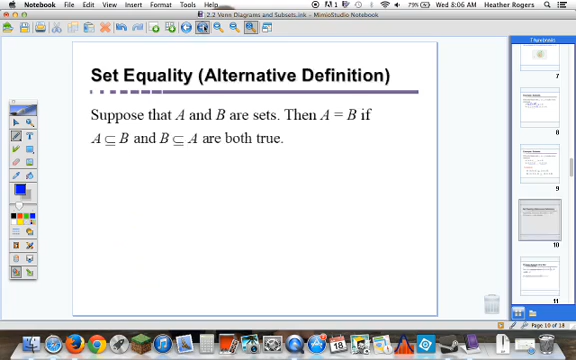 Notebook File Edit View Insert Format Tools Help 79% Wed 8:06 AM Heather Rogers
2.2 Venn Diagrams and Subsets.ink — MimioStudio Notebook
Set Equality (Alternative Definition)
Suppose that A and B are sets. Then A = B if
A ⊆ B and B ⊆ A are both true.
Thumbnails
7
8
9
10
11
Page 10 of 18